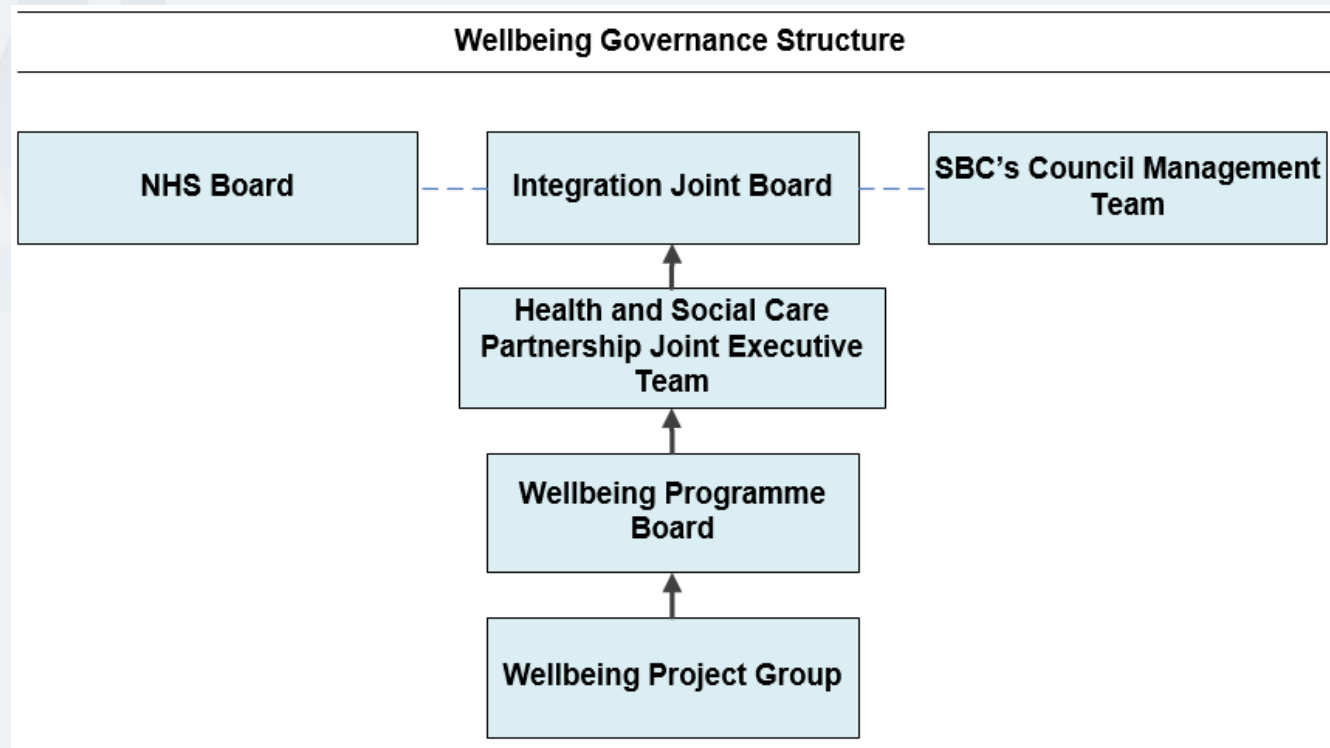 Wellbeing Governance Structure
NHS Board
Integration Joint Board
SBC's Council Management
Team
Health and Social Care
Partnership Joint Executive
Team
Wellbeing Programme
Board
Wellbeing Project Group